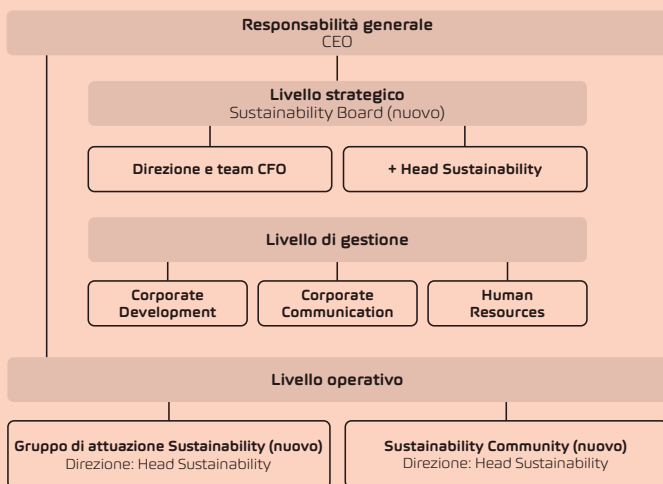 Responsabilità generale
CEO
Livello strategico
Sustainability Board (nuovo)
Direzione e team CFO
+ Head Sustainability
Livello di gestione
Corporate
Development
Corporate
Communication
Human
Resources
Livello operativo
Gruppo di attuazione Sustainability (nuovo)
Direzione: Head Sustainability
Sustainability Community (nuovo)
Direzione: Head Sustainability